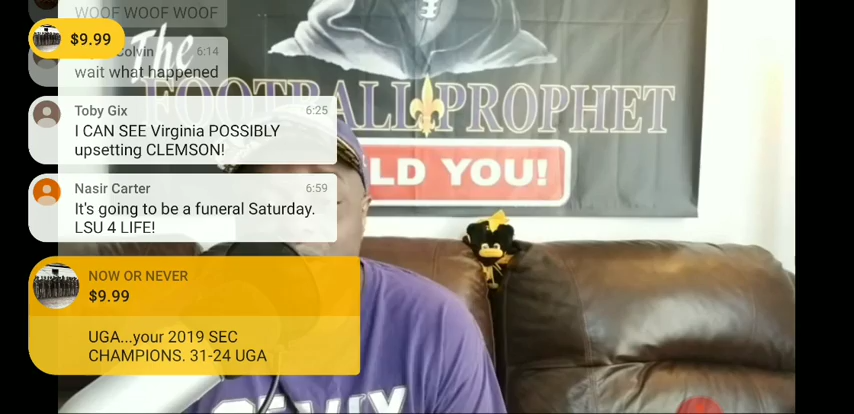 WOOF WOOF WOOF
$9.99
Colvin 6:14
wait what happened
The
FOOTBALL PROPHET
LD YOU!
Toby Gix 6:25
I CAN SEE Virginia POSSIBLY
upsetting CLEMSON!
Nasir Carter 6:59
It's going to be a funeral Saturday.
LSU 4 LIFE!
NOW OR NEVER
$9.99
UGA...your 2019 SEC
CHAMPIONS. 31-24 UGA